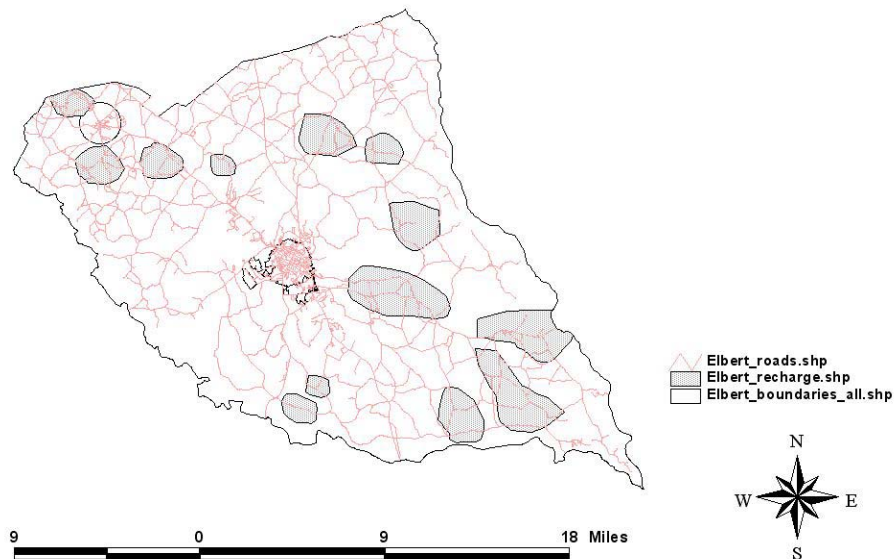 Elbert_roads.shp
Elbert_recharge.shp
Elbert_boundaries_all.shp
N
W E
S
9 0 9 18 Miles